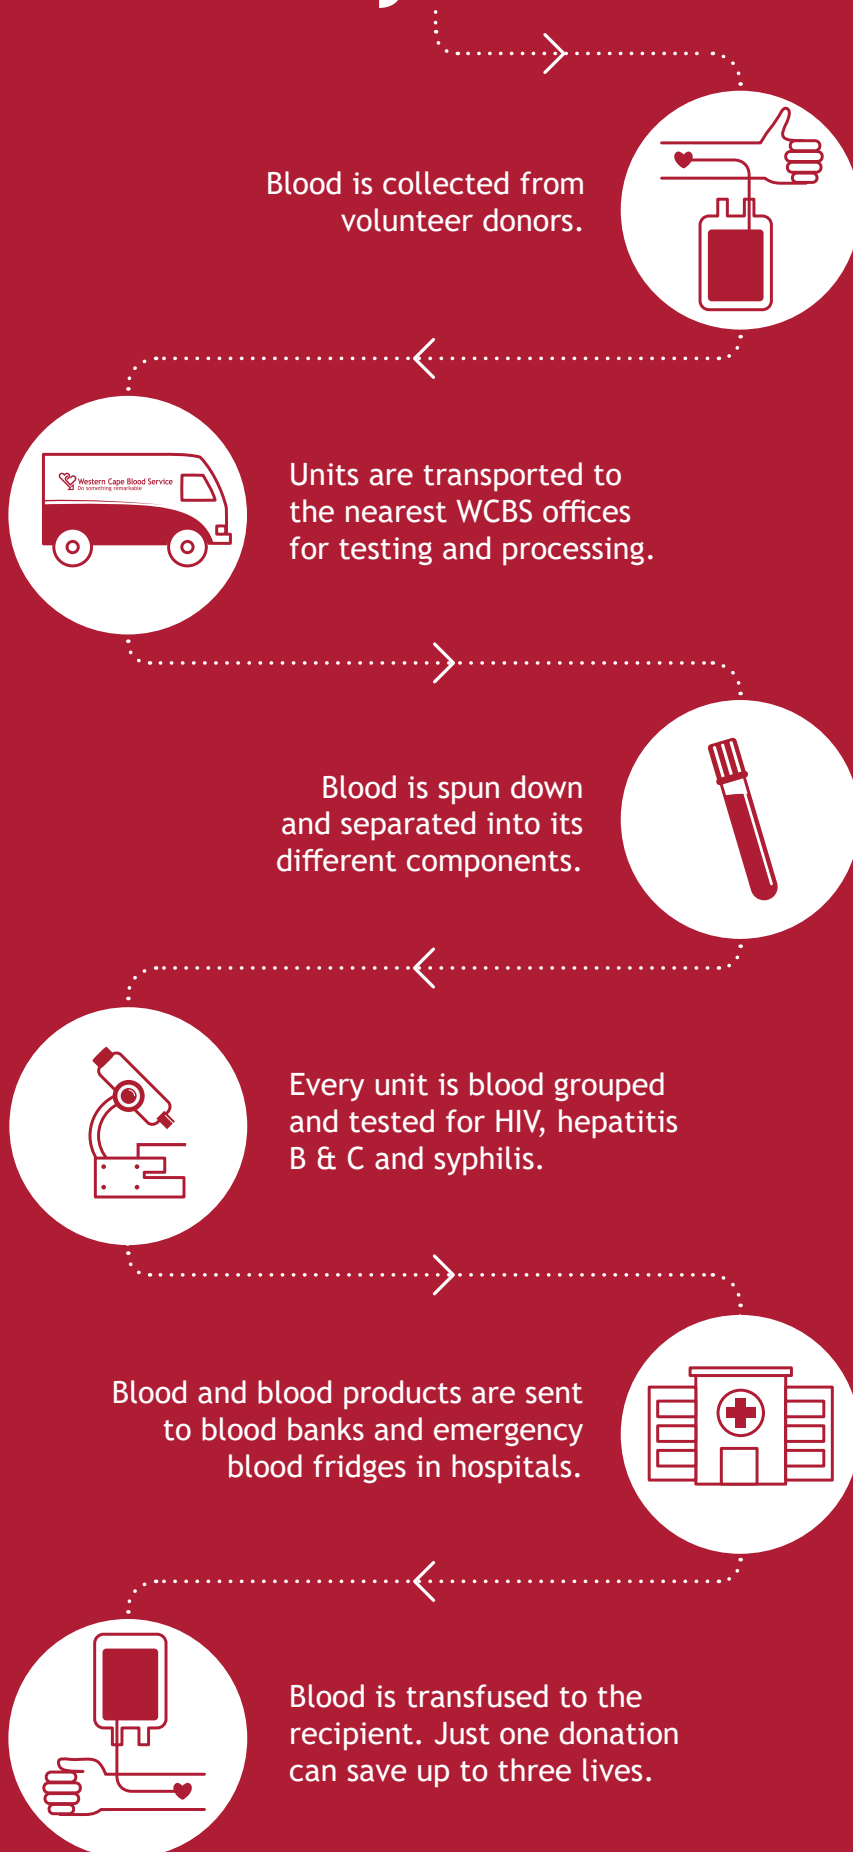 Blood is collected from
volunteer donors.
Western Cape Blood Service
Do something remarkable
Units are transported to
the nearest WCBS offices
for testing and processing.
Blood is spun down
and separated into its
different components.
Every unit is blood grouped
and tested for HIV, hepatitis
B & C and syphilis.
Blood and blood products are sent
to blood banks and emergency
blood fridges in hospitals.
Blood is transfused to the
recipient. Just one donation
can save up to three lives.